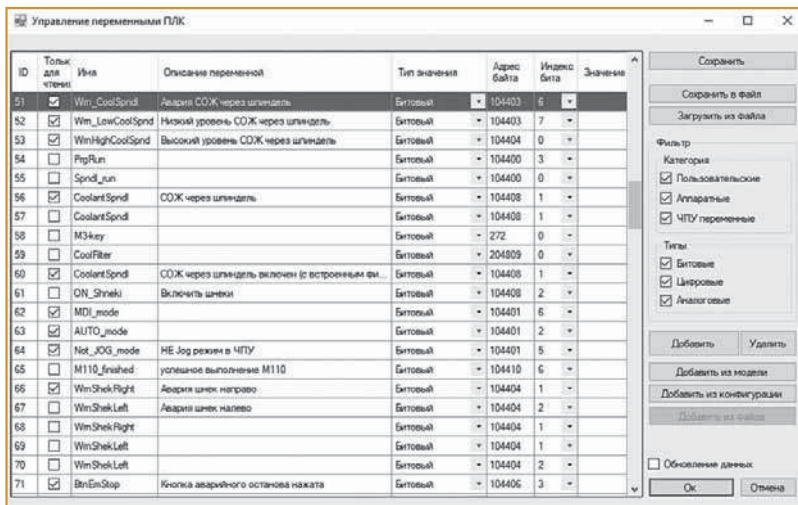 Управление переменными ПЛК
ID Только для чтения Имя Описание переменной Тип значения Адрес байта Индекс бита Значение
51 Wrn_CoolSpndl Авария СОЖ через шпиндель Битовый 104403 6
52 Wrn_LowCoolSpnd Низкий уровень СОЖ через шпиндель Битовый 104403 7
53 WrnHighCoolSpnd Высокий уровень СОЖ через шпиндель Битовый 104404 0
54 PrgRun Битовый 104400 3
55 Spndl_run Битовый 104400 0
56 CoolantSpndl СОЖ через шпиндель Битовый 104408 1
57 CoolantSpndl Битовый 104408 1
58 M3-key Битовый 272 0
59 CoolFilter Битовый 204809 0
60 CoolantSpndl СОЖ через шпиндель включен (с встроенным фи... Битовый 104408 1
61 ON_Shneki Включить шнеки Битовый 104408 2
62 MDI_mode Битовый 104401 6
63 AUTO_mode Битовый 104401 2
64 Not_JOG_mode НЕ Jog режим в ЧПУ Битовый 104401 5
65 M110_finished успешное выполнение M110 Битовый 104410 6
66 WrnShekRight Авария шнек направо Битовый 104404 1
67 WrnShekLeft Авария шнек налево Битовый 104404 2
68 WrnShekRight Битовый 104404 1
69 WrnShekLeft Битовый 104404 1
70 WrnShekLeft Битовый 104404 2
71 BtnEmStop Кнопка аварийного останова нажата Битовый 104406 3
Сохранить
Сохранить в файл
Загрузить из файла
Фильтр
Категория
Пользовательские
Аппаратные
ЧПУ переменные
Типы
Битовые
Цифровые
Аналоговые
Добавить Удалить
Добавить из модели
Добавить из конфигурации
Добавить из файла
Обновление данных
Ок Отмена